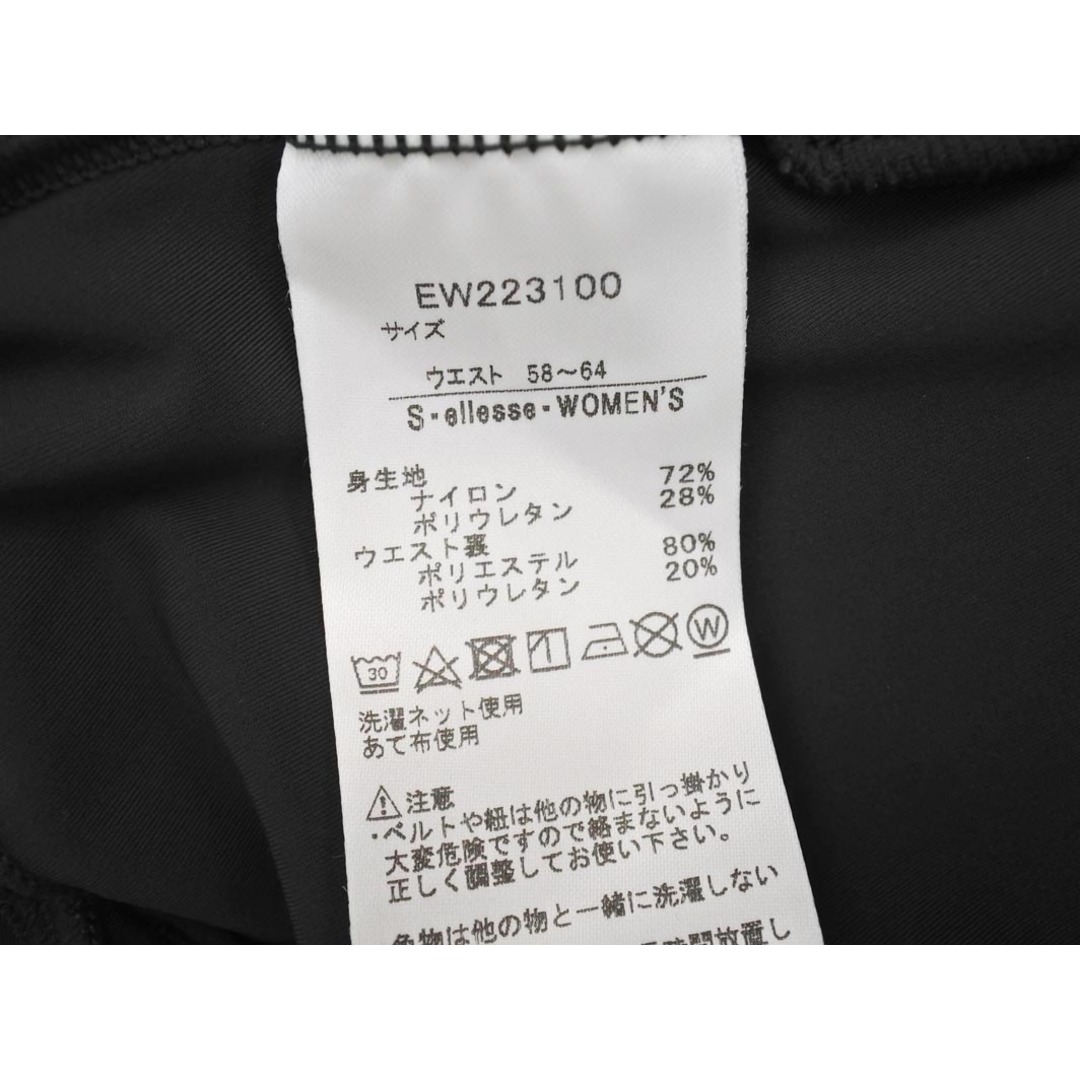 EW223100
サイズ
ウエスト 58～64
S・ellesse・WOMEN'S
身生地
ナイロン 72%
ポリウレタン 28%
ウエスト裏
ポリエステル 80%
ポリウレタン 20%
30 W
洗濯ネット使用
あて布使用
注意
・ベルトや紐は他の物に引っ掛かり
大変危険ですので絡まないように
正しく調整してお使い下さい。
色物は他の物と一緒に洗濯しない
時間放置し